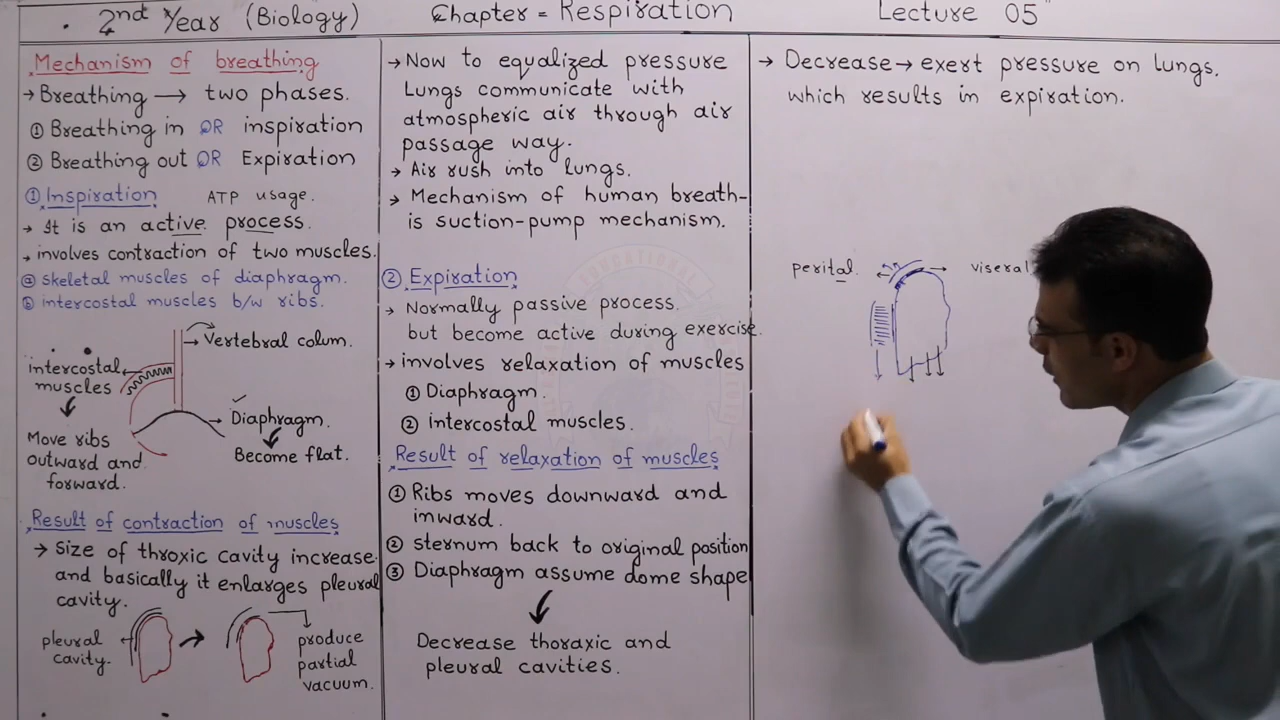 2nd Year (Biology)
Chapter = Respiration
Lecture 05
Mechanism of breathing
→ Breathing → two phases.
① Breathing in OR inspiration
② Breathing out OR Expiration
① Inspiration ATP usage.
→ It is an active process.
→ involves contraction of two muscles.
ⓐ skeletal muscles of diaphragm.
ⓑ intercostal muscles b/w ribs.
→ Vertebral colum.
intercostal
muscles
Diaphragm.
Become flat.
Move ribs
outward and
forward.
Result of contraction of muscles
→ size of throxic cavity increase
and basically it enlarges pleural
cavity.
pleural
cavity.
produce
partial
vacuum.
→ Now to equalized pressure
Lungs communicate with
atmospheric air through air
passage way.
→ Air rush into lungs.
→ Mechanism of human breath-
is suction-pump mechanism.
② Expiration
→ Normally passive process.
but become active during exercise.
→ involves relaxation of muscles
① Diaphragm.
② intercostal muscles.
Result of relaxation of muscles
① Ribs moves downward and
inward.
② sternum back to original position
③ Diaphragm assume dome shape
Decrease thoraxic and
pleural cavities.
→ Decrease → exert pressure on lungs.
which results in expiration.
perital.
viseral